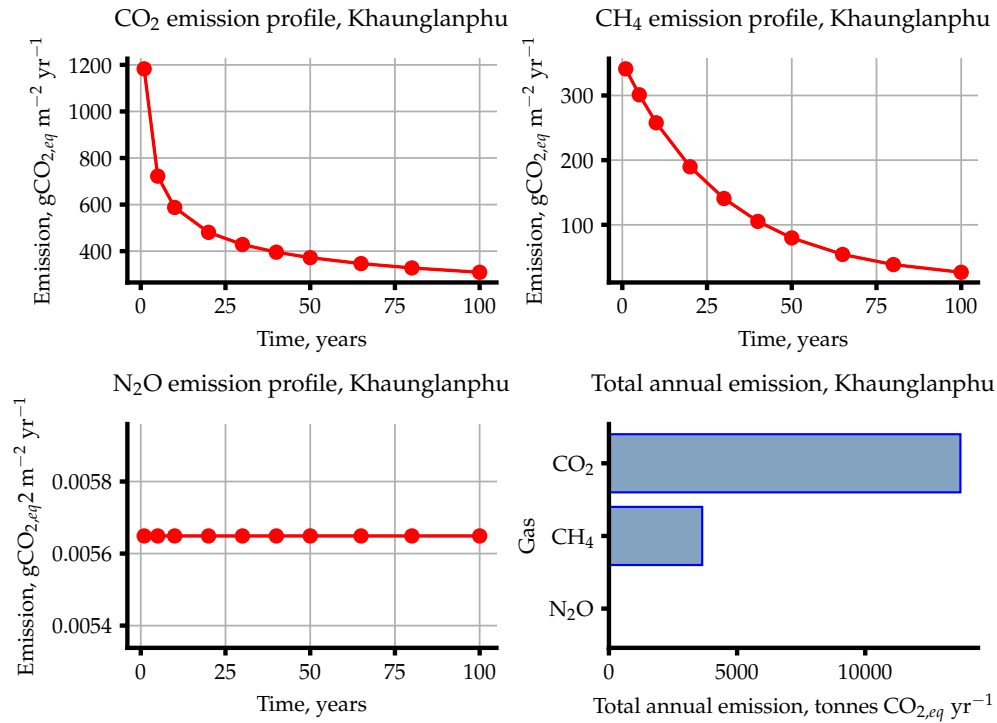 CO₂ emission profile, Khaunglanphu
Emission, gCO₂,eq m⁻² yr⁻¹
1200
1000
800
600
400
0 25 50 75 100
Time, years
CH₄ emission profile, Khaunglanphu
Emission, gCO₂,eq m⁻² yr⁻¹
300
200
100
0 25 50 75 100
Time, years
N₂O emission profile, Khaunglanphu
Emission, gCO₂,eq2 m⁻² yr⁻¹
0.0058
0.0056
0.0054
0 25 50 75 100
Time, years
Total annual emission, Khaunglanphu
Gas
CO₂
CH₄
N₂O
0 5000 10000
Total annual emission, tonnes CO₂,eq yr⁻¹